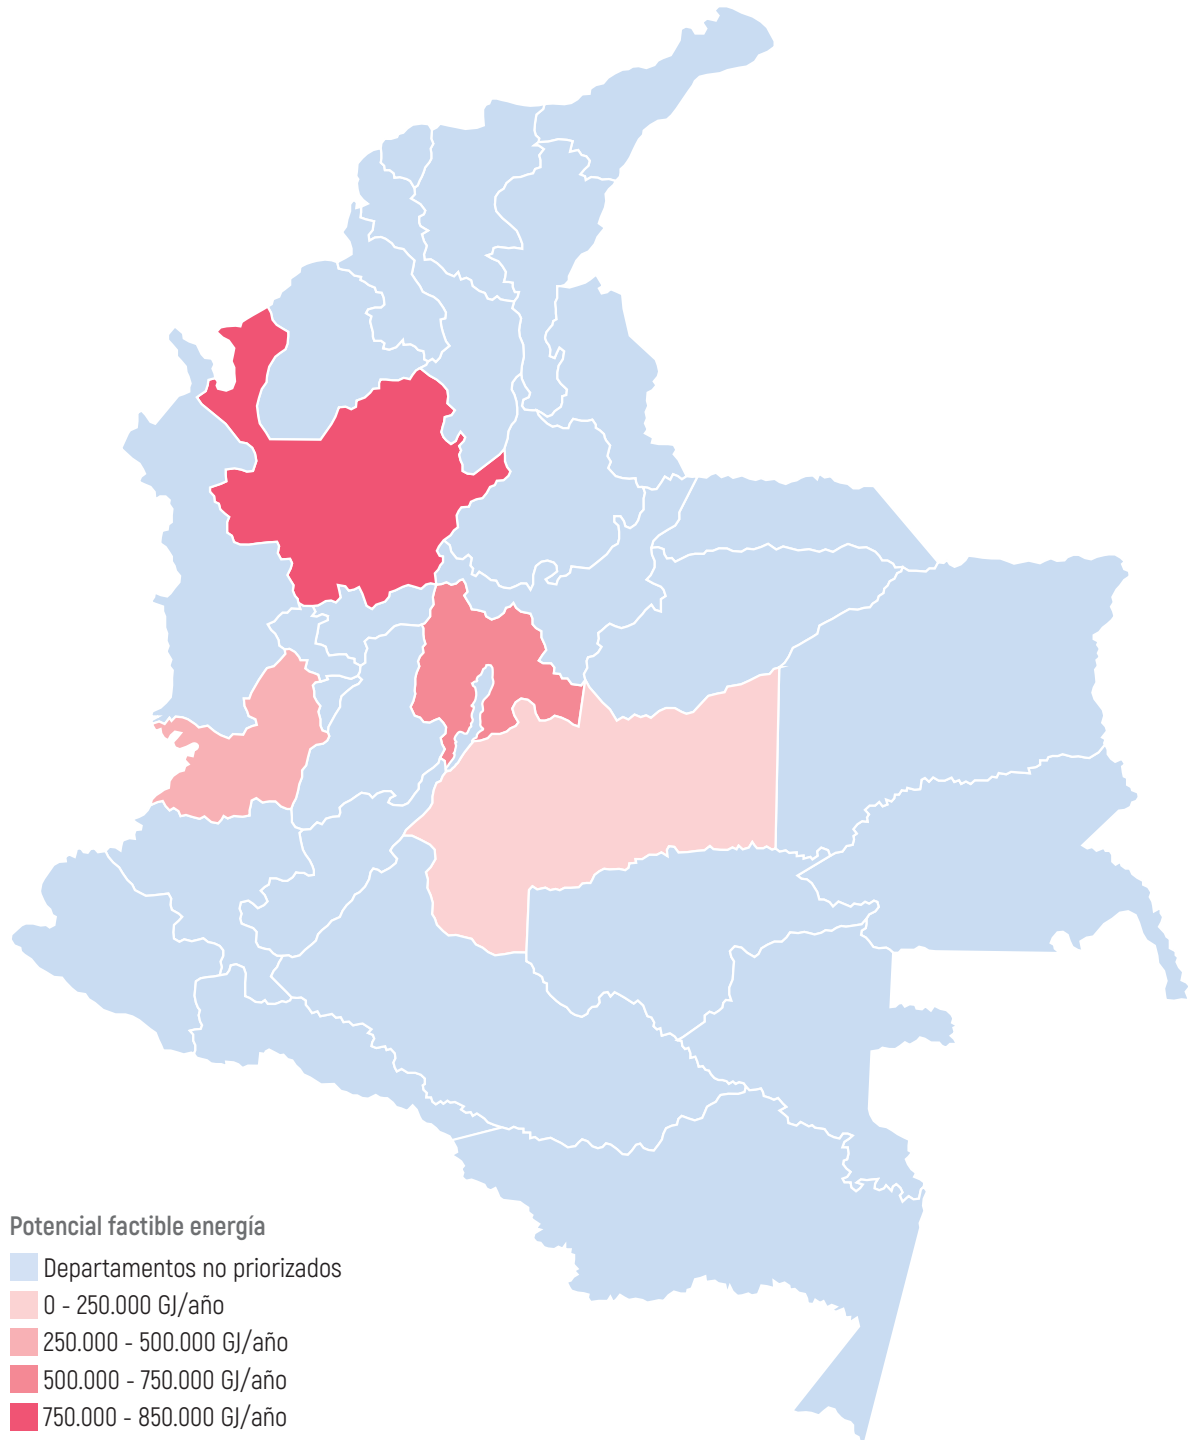 Potencial factible energía
Departamentos no priorizados
0 - 250.000 GJ/año
250.000 - 500.000 GJ/año
500.000 - 750.000 GJ/año
750.000 - 850.000 GJ/año